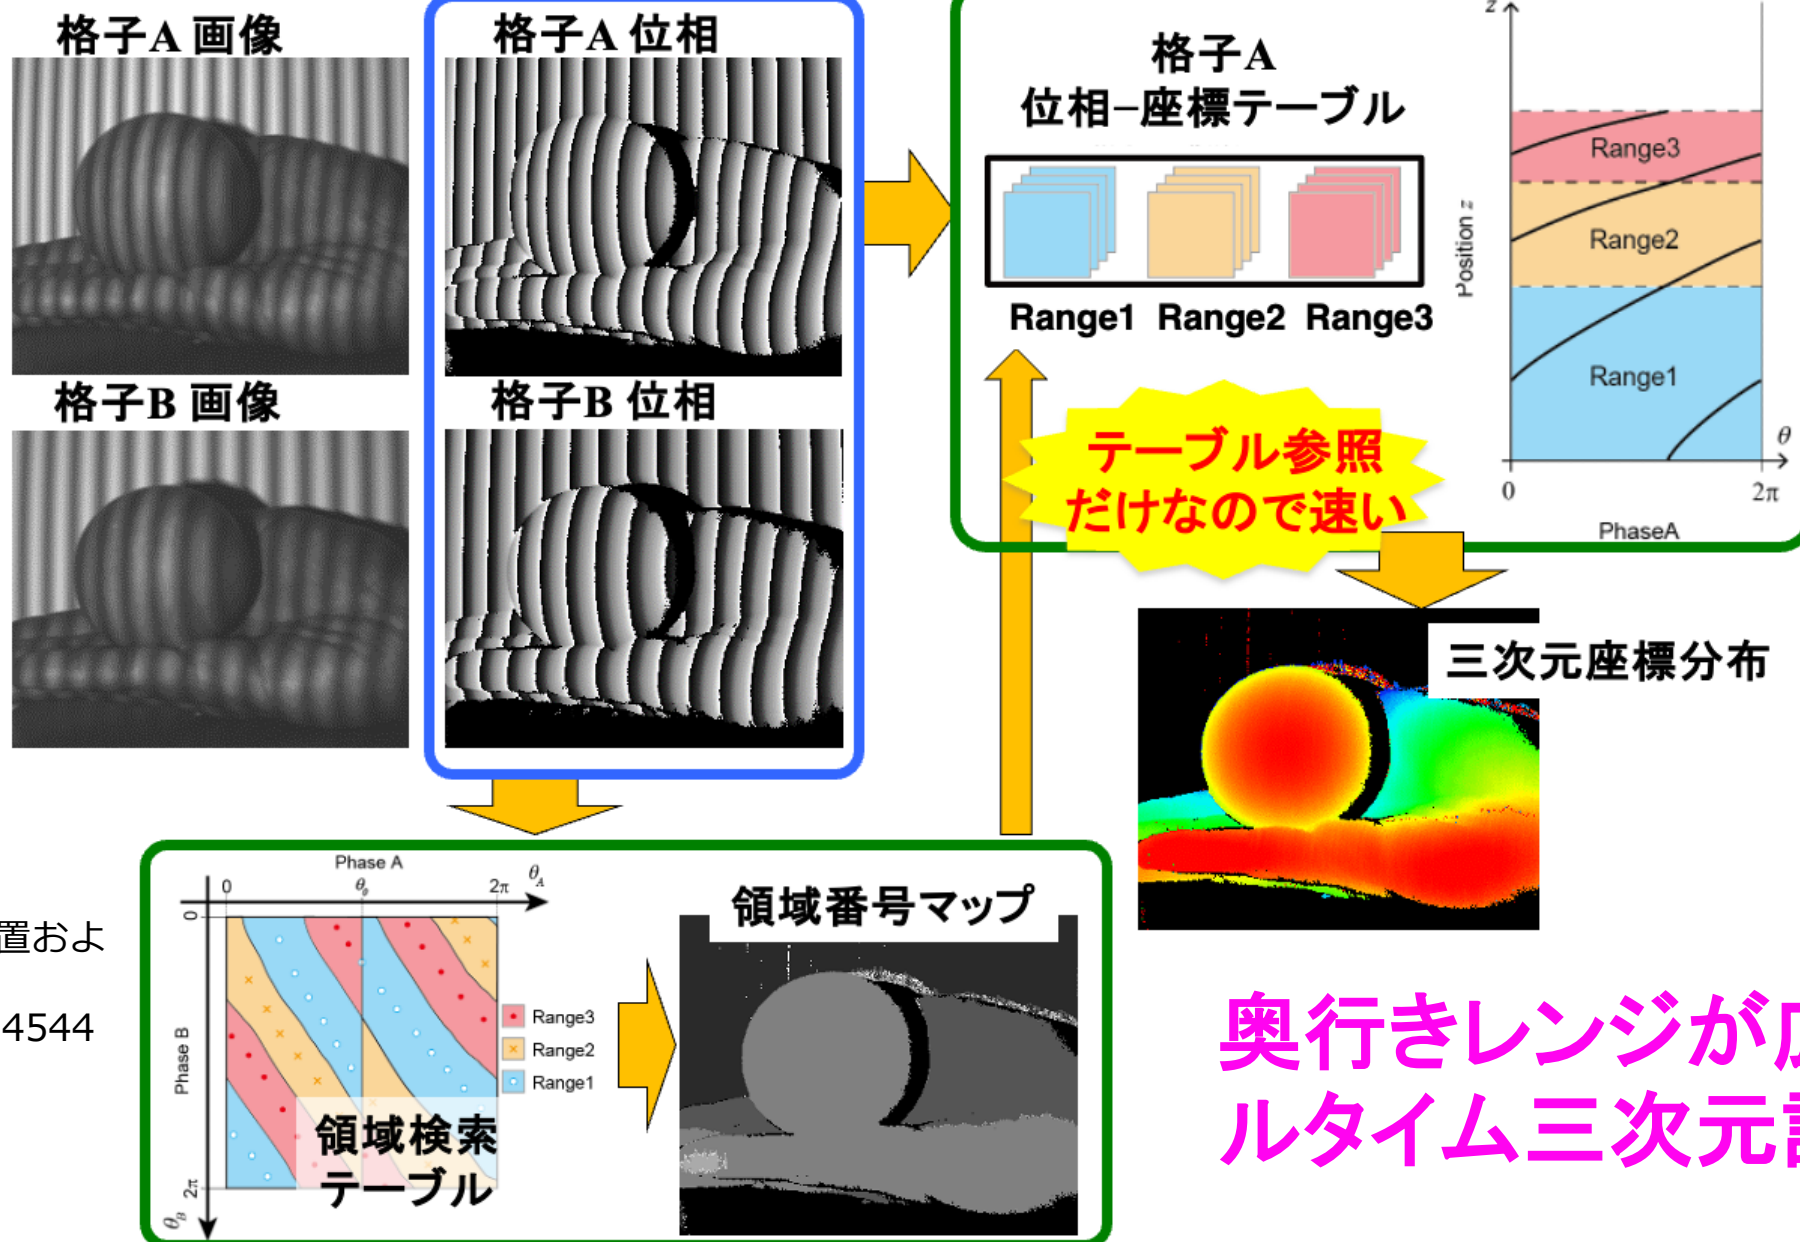 格子A 画像
格子A 位相
格子B 画像
格子B 位相
格子A
位相−座標テーブル
Range1 Range2 Range3
テーブル参照
だけなので速い
z
Position z
Range3
Range2
Range1
θ
0
2π
PhaseA
三次元座標分布
置およ
4544
Phase A
0
2π
θA
0
Phase B
2π
θB
Range3
Range2
Range1
領域検索
テーブル
領域番号マップ
奥行きレンジが
ルタイム三次元